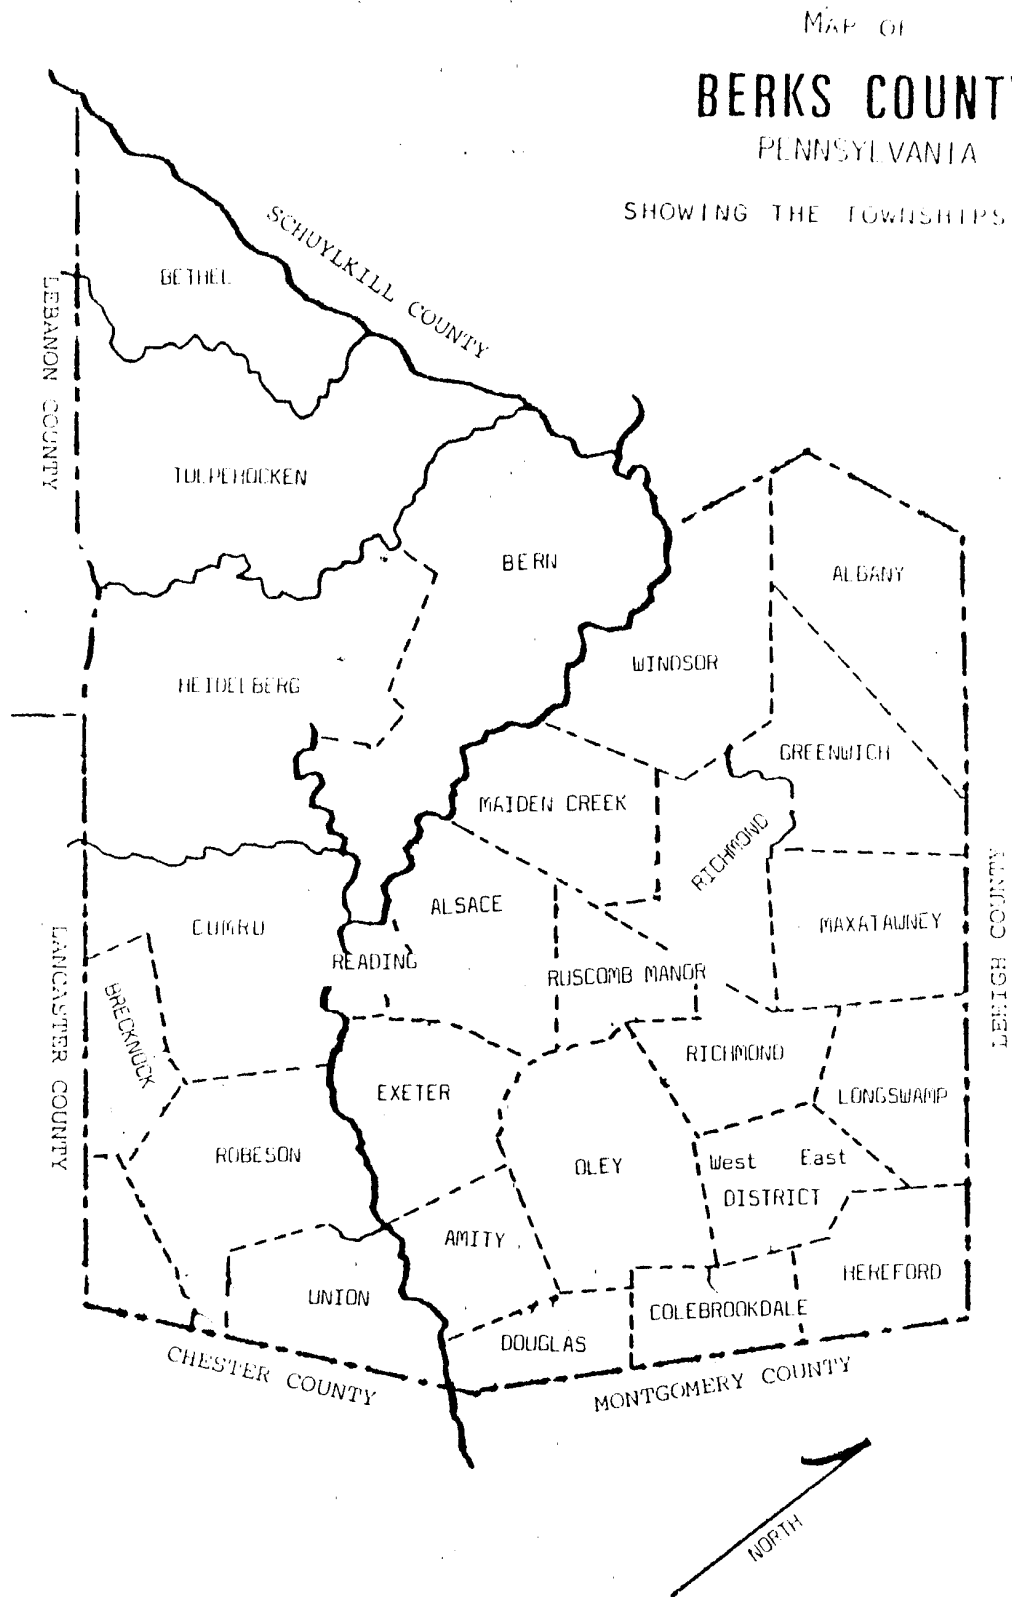 MAP OF
BERKS COUNT
PENNSYLVANIA
SHOWING THE TOWNSHIPS
SCHUYLKILL COUNTY
BETHEL
LEBANON COUNTY
TULPEHOCKEN
BERN
ALBANY
WINDSOR
HEIDELBERG
GREENWICH
MAIDEN CREEK
RICHMOND
ALSACE
MAXATAWNEY
CUMRU
READING
RUSCOMB MANOR
LEHIGH COUNTY
LANCASTER COUNTY
BRECKNOCK
RICHMOND
EXETER
LONGSWAMP
ROBESON
OLEY
West East
DISTRICT
AMITY
HEREFORD
UNION
COLEBROOKDALE
DOUGLAS
CHESTER COUNTY
MONTGOMERY COUNTY
NORTH